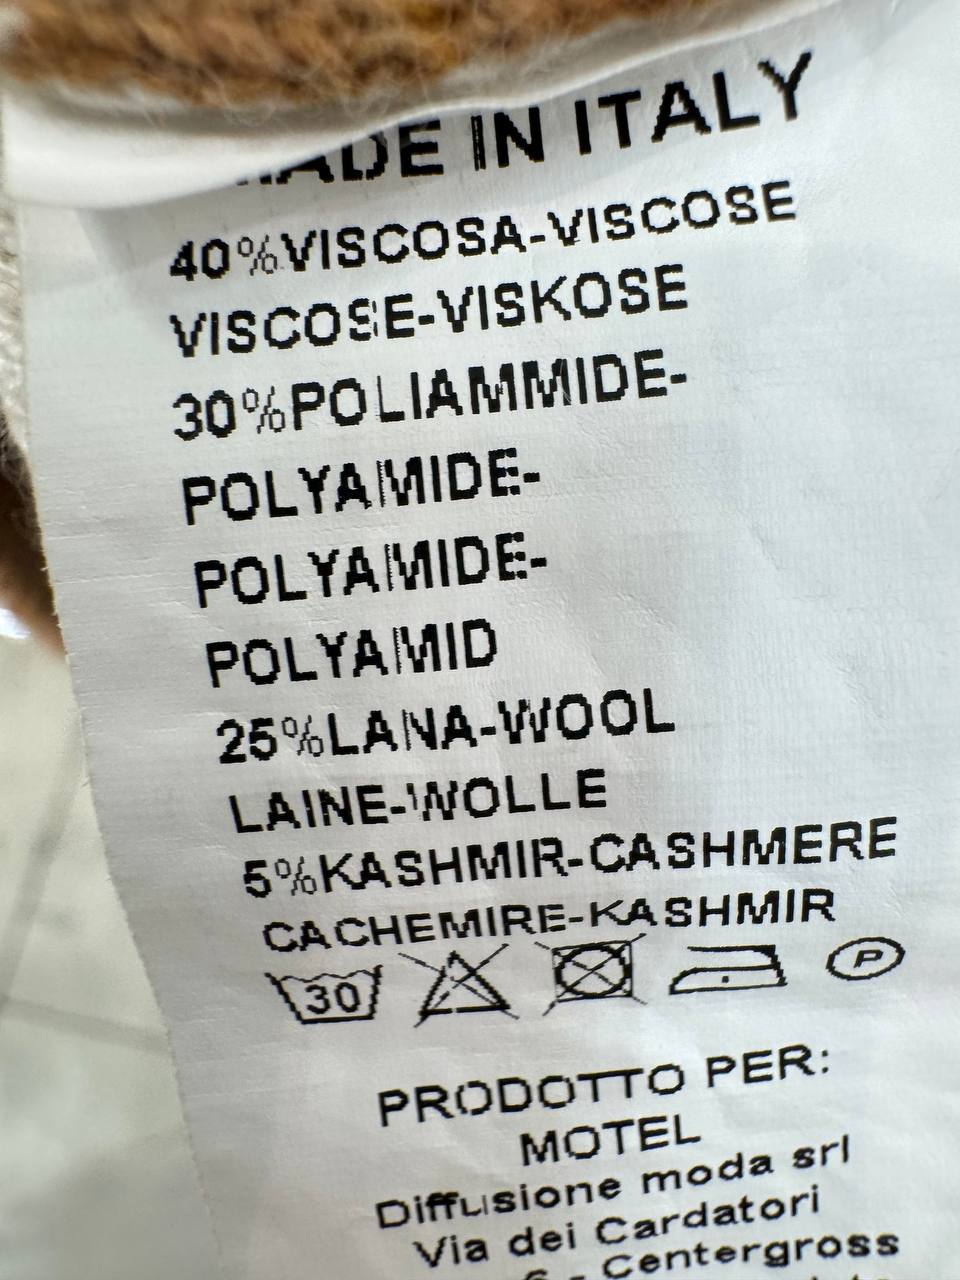 MADE IN ITALY
40%VISCOSA-VISCOSE
VISCOSE-VISKOSE
30%POLIAMMIDE-
POLYAMIDE-
POLYAMIDE-
POLYAMID
25%LANA-WOOL
LAINE-WOLLE
5%KASHMIR-CASHMERE
CACHEMIRE-KASHMIR
30 P
PRODOTTO PER:
MOTEL
Diffusione moda srl
Via dei Cardatori
- Centergross